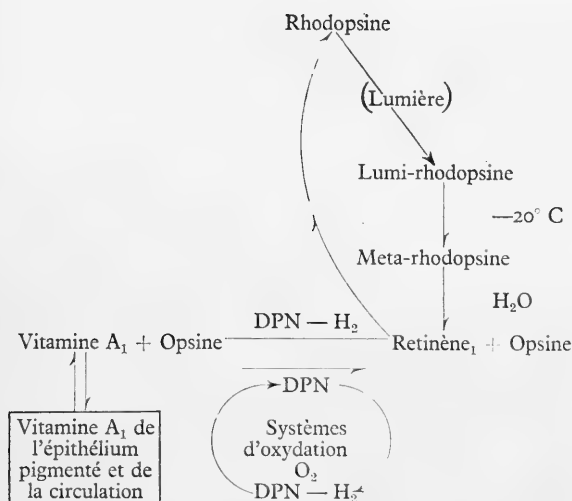 Rhodopsine
(Lumière)
Lumi-rhodopsine
—20° C
Meta-rhodopsine
H₂O
DPN — H₂
Vitamine A₁ + Opsine
Retinène₁ + Opsine
DPN
Systèmes
d'oxydation
O₂
DPN — H₂
Vitamine A₁ de
l'épithélium
pigmenté et de
la circulation